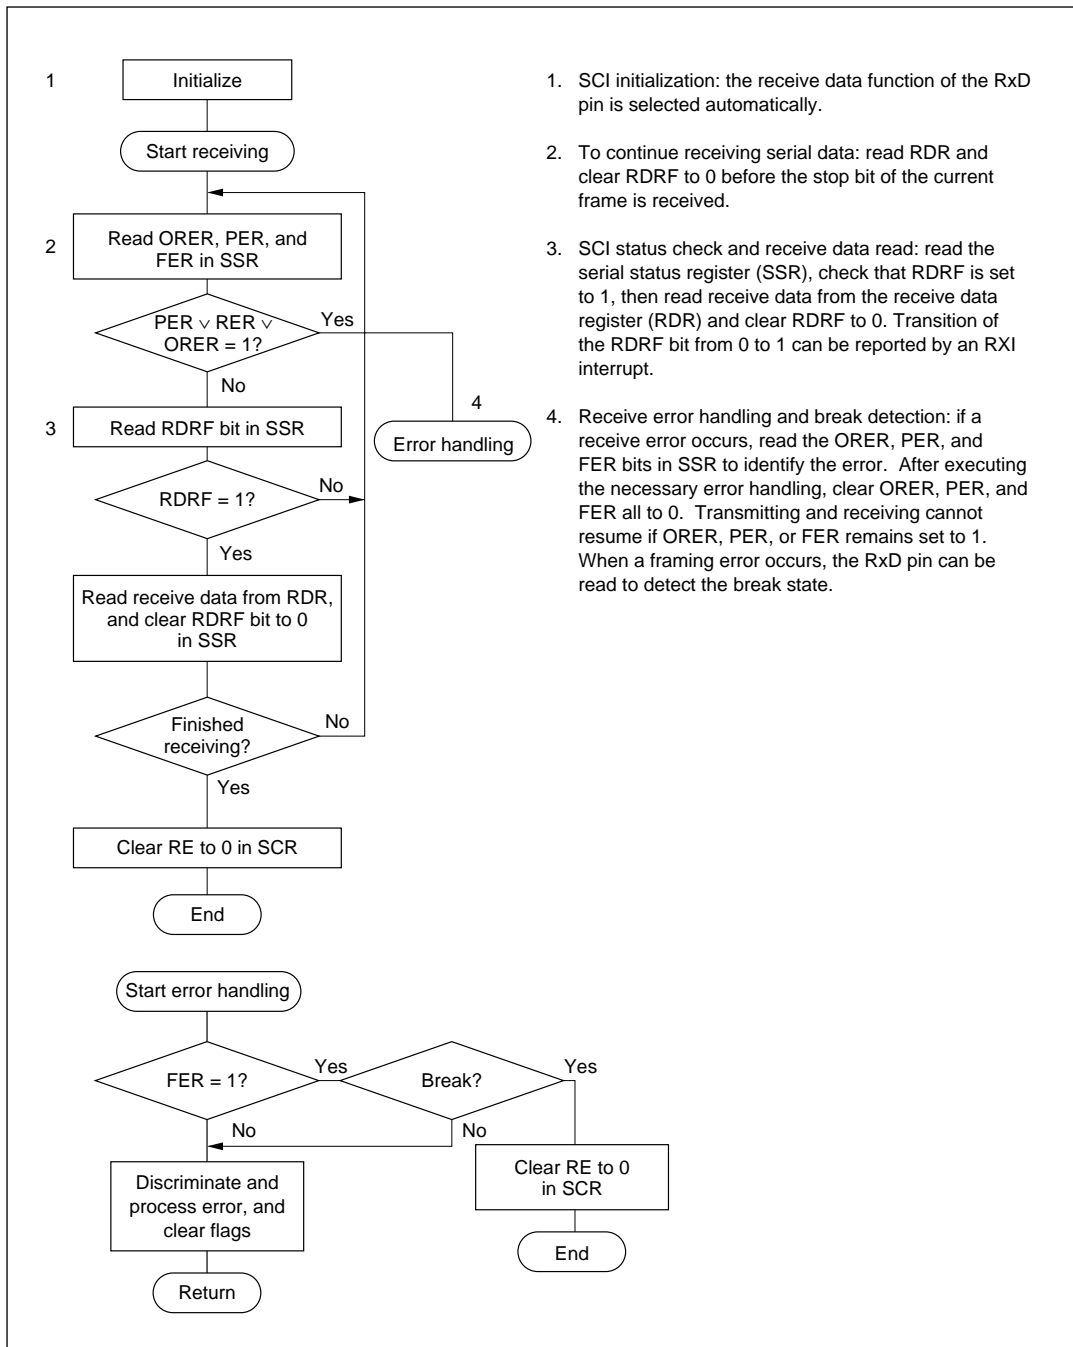 1
Initialize
Start receiving
2
Read ORER, PER, and
FER in SSR
PER ∨ RER ∨
ORER = 1?
Yes
No
4
Error handling
3
Read RDRF bit in SSR
RDRF = 1?
No
Yes
Read receive data from RDR,
and clear RDRF bit to 0
in SSR
Finished
receiving?
No
Yes
Clear RE to 0 in SCR
End
1. SCI initialization: the receive data function of the RxD
pin is selected automatically.
2. To continue receiving serial data: read RDR and
clear RDRF to 0 before the stop bit of the current
frame is received.
3. SCI status check and receive data read: read the
serial status register (SSR), check that RDRF is set
to 1, then read receive data from the receive data
register (RDR) and clear RDRF to 0. Transition of
the RDRF bit from 0 to 1 can be reported by an RXI
interrupt.
4. Receive error handling and break detection: if a
receive error occurs, read the ORER, PER, and
FER bits in SSR to identify the error. After executing
the necessary error handling, clear ORER, PER, and
FER all to 0. Transmitting and receiving cannot
resume if ORER, PER, or FER remains set to 1.
When a framing error occurs, the RxD pin can be
read to detect the break state.
Start error handling
FER = 1?
Yes
Break?
Yes
No
No
Clear RE to 0
in SCR
End
Discriminate and
process error, and
clear flags
Return